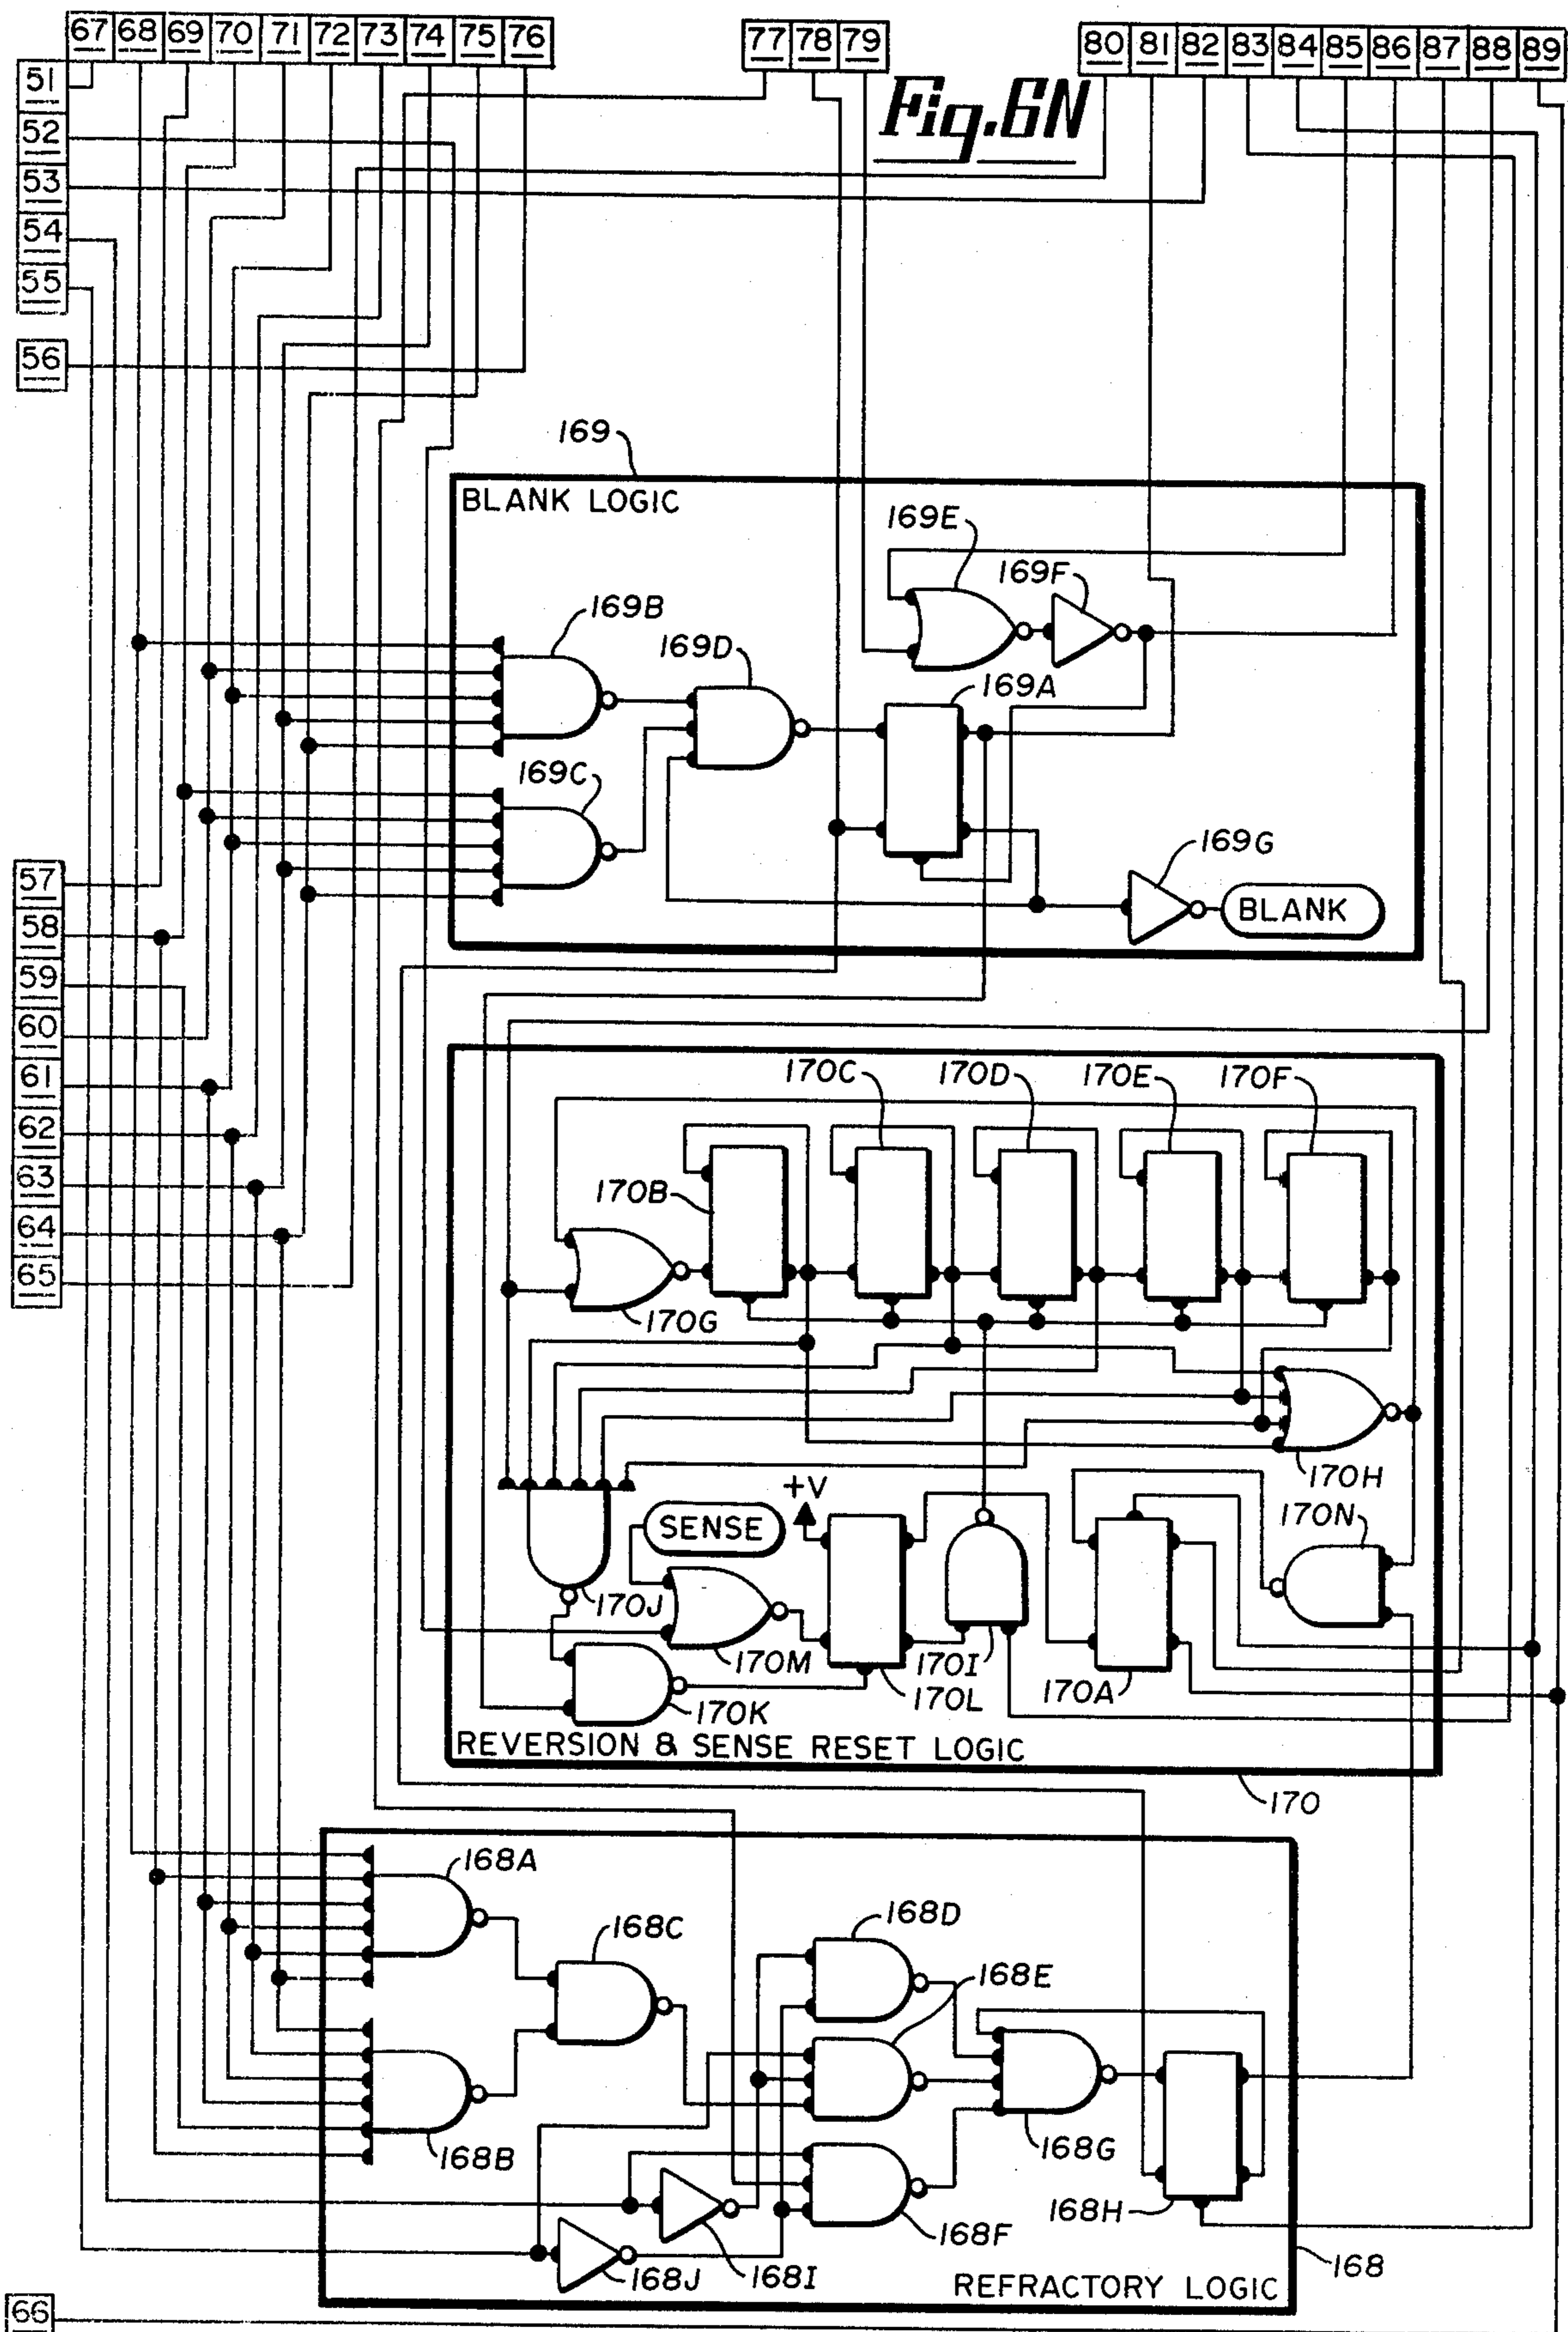 67 68 69 70 71 72 73 74 75 76 77 78 79 80 81 82 83 84 85 86 87 88 89
Fig.6N
51
52
53
54
55
56
169
BLANK LOGIC
169E
169F
169B
169D
169A
169C
169G
BLANK
57
58
59
60
61
62
63
64
65
170C 170D 170E 170F
170B
170G
170H
+V
SENSE
170N
170J
170M
170I
170L
170A
170K
REVERSION & SENSE RESET LOGIC
170
168A
168C
168D
168E
168B
168G
168H
168F
168I
168J
168
REFRACTORY LOGIC
66